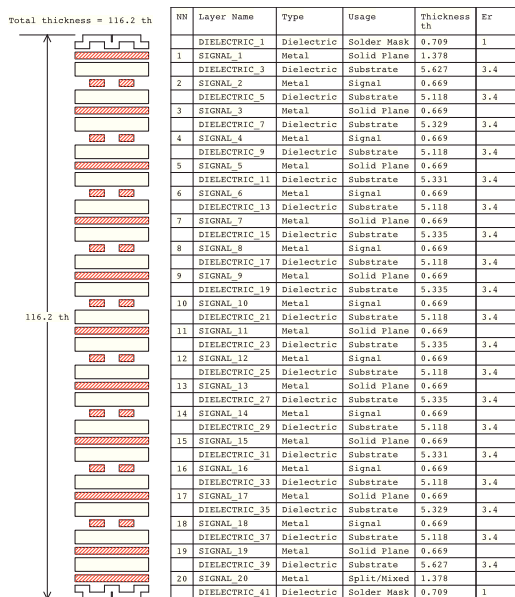 Total thickness = 116.2 th
116.2 th
NN Layer Name Type Usage Thickness th Er
DIELECTRIC_1 Dielectric Solder Mask 0.709 1
1 SIGNAL_1 Metal Solid Plane 1.378
DIELECTRIC_3 Dielectric Substrate 5.627 3.4
2 SIGNAL_2 Metal Signal 0.669
DIELECTRIC_5 Dielectric Substrate 5.118 3.4
3 SIGNAL_3 Metal Solid Plane 0.669
DIELECTRIC_7 Dielectric Substrate 5.329 3.4
4 SIGNAL_4 Metal Signal 0.669
DIELECTRIC_9 Dielectric Substrate 5.118 3.4
5 SIGNAL_5 Metal Solid Plane 0.669
DIELECTRIC_11 Dielectric Substrate 5.331 3.4
6 SIGNAL_6 Metal Signal 0.669
DIELECTRIC_13 Dielectric Substrate 5.118 3.4
7 SIGNAL_7 Metal Solid Plane 0.669
DIELECTRIC_15 Dielectric Substrate 5.335 3.4
8 SIGNAL_8 Metal Signal 0.669
DIELECTRIC_17 Dielectric Substrate 5.118 3.4
9 SIGNAL_9 Metal Solid Plane 0.669
DIELECTRIC_19 Dielectric Substrate 5.335 3.4
10 SIGNAL_10 Metal Signal 0.669
DIELECTRIC_21 Dielectric Substrate 5.118 3.4
11 SIGNAL_11 Metal Solid Plane 0.669
DIELECTRIC_23 Dielectric Substrate 5.335 3.4
12 SIGNAL_12 Metal Signal 0.669
DIELECTRIC_25 Dielectric Substrate 5.118 3.4
13 SIGNAL_13 Metal Solid Plane 0.669
DIELECTRIC_27 Dielectric Substrate 5.335 3.4
14 SIGNAL_14 Metal Signal 0.669
DIELECTRIC_29 Dielectric Substrate 5.118 3.4
15 SIGNAL_15 Metal Solid Plane 0.669
DIELECTRIC_31 Dielectric Substrate 5.331 3.4
16 SIGNAL_16 Metal Signal 0.669
DIELECTRIC_33 Dielectric Substrate 5.118 3.4
17 SIGNAL_17 Metal Solid Plane 0.669
DIELECTRIC_35 Dielectric Substrate 5.329 3.4
18 SIGNAL_18 Metal Signal 0.669
DIELECTRIC_37 Dielectric Substrate 5.118 3.4
19 SIGNAL_19 Metal Solid Plane 0.669
DIELECTRIC_39 Dielectric Substrate 5.627 3.4
20 SIGNAL_20 Metal Split/Mixed 1.378
DIELECTRIC_41 Dielectric Solder Mask 0.709 1